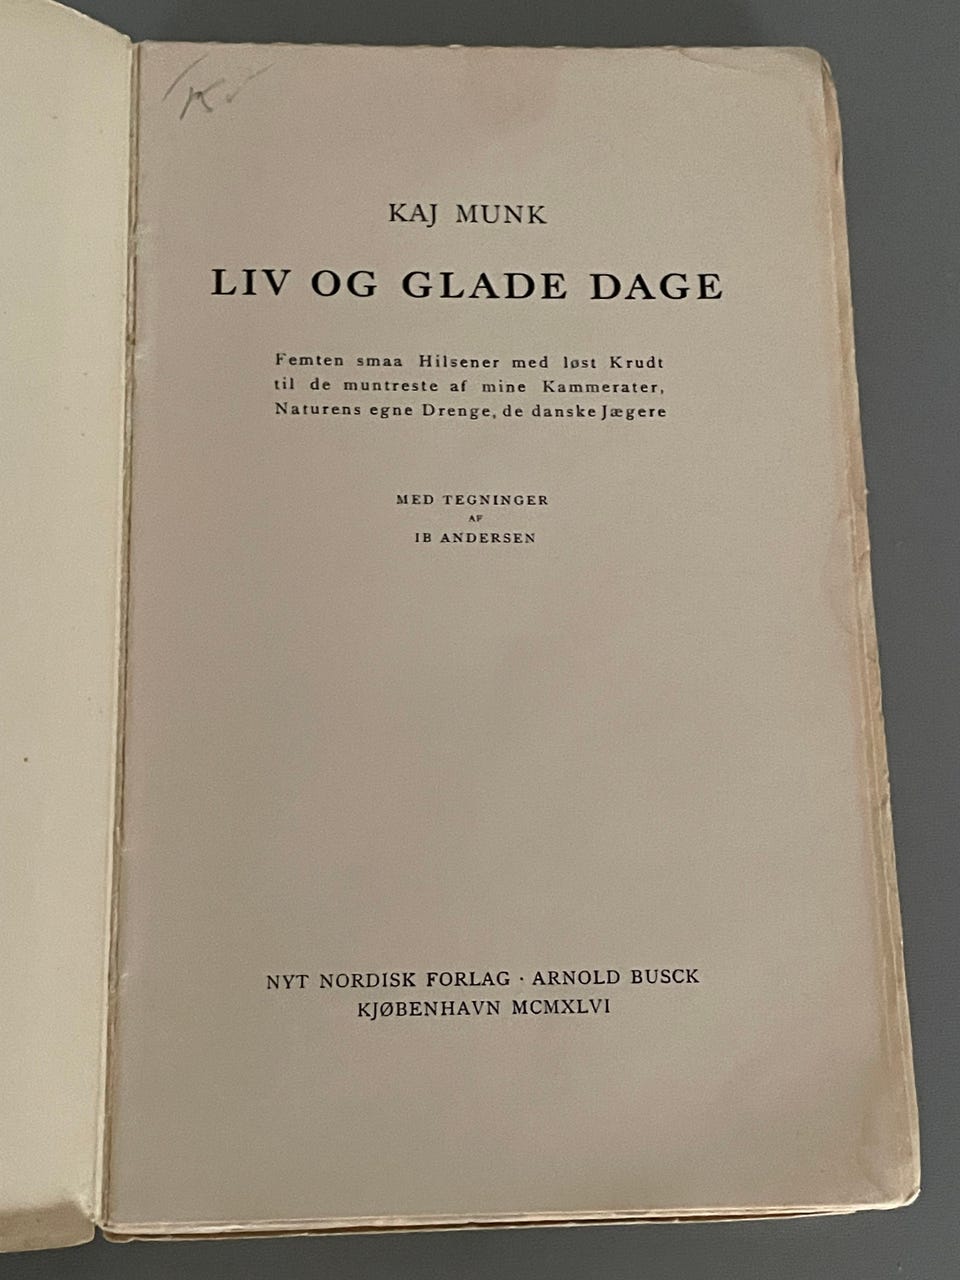 KAJ MUNK
LIV OG GLADE DAGE
Femten smaa Hilsener med løst Krudt
til de muntreste af mine Kammerater,
Naturens egne Drenge, de danske Jægere
MED TEGNINGER
AF
IB ANDERSEN
NYT NORDISK FORLAG · ARNOLD BUSCK
KJØBENHAVN MCMXLVI